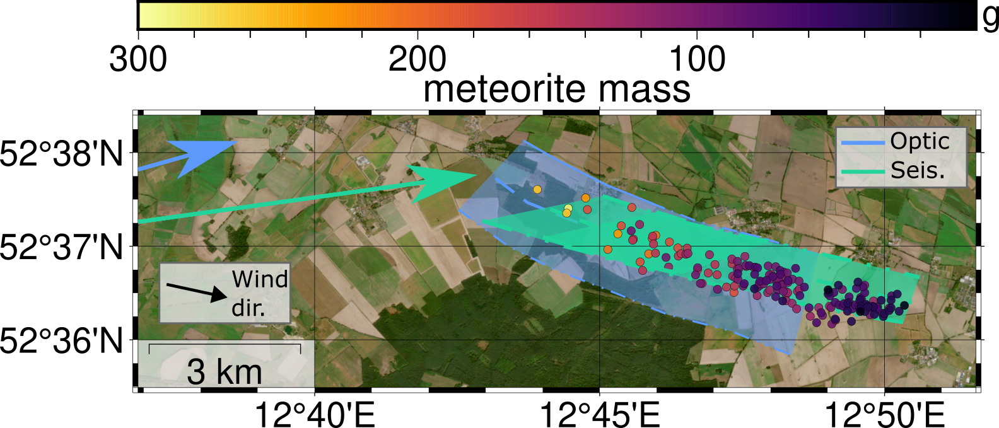 g
300 200 100
meteorite mass
52°38'N
52°37'N
52°36'N
Optic
Seis.
Wind
dir.
3 km
12°40'E 12°45'E 12°50'E